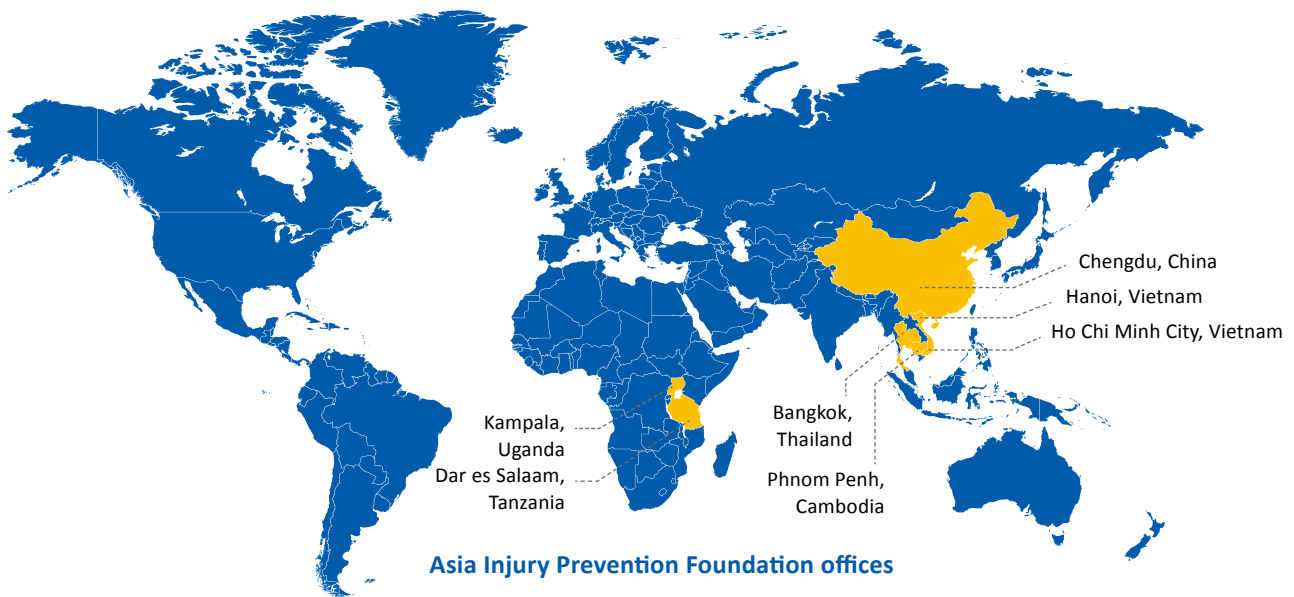 Chengdu, China
Hanoi, Vietnam
Ho Chi Minh City, Vietnam
Bangkok,
Thailand
Phnom Penh,
Cambodia
Kampala,
Uganda
Dar es Salaam,
Tanzania
Asia Injury Prevention Foundation offices